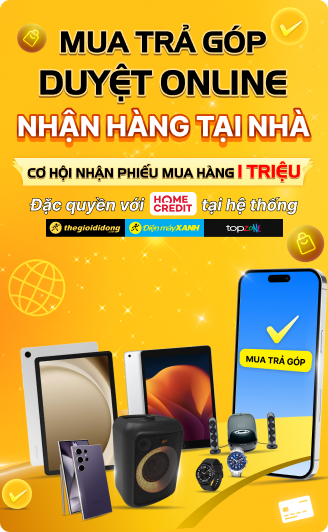 MUA TRẢ GÓP
DUYỆT ONLINE
NHẬN HÀNG TẠI NHÀ
CƠ HỘI NHẬN PHIẾU MUA HÀNG 1 TRIỆU
Đặc quyền với HOME CREDIT tại hệ thống
thegioididong Điện máy XANH topzone
MUA TRẢ GÓP